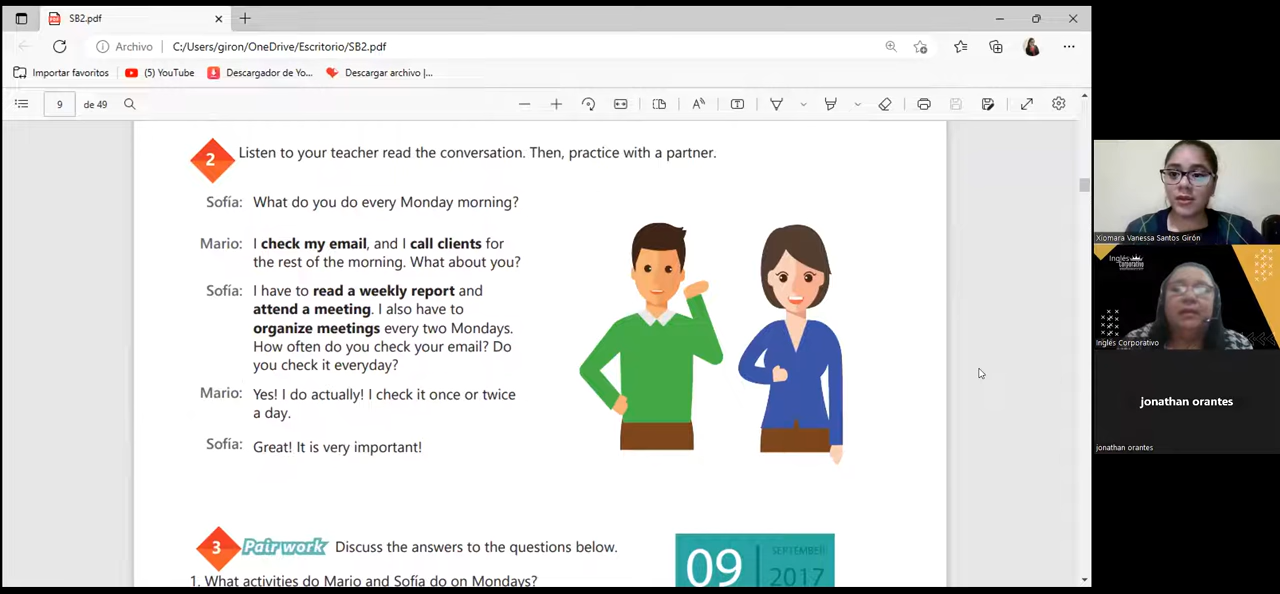 SB2.pdf
Archivo
C:/Users/giron/OneDrive/Escritorio/SB2.pdf
Importar favoritos
(5) YouTube
Descargador de Yo...
Descargar archivo |...
9 de 49
2 Listen to your teacher read the conversation. Then, practice with a partner.
Sofía: What do you do every Monday morning?
Mario: I check my email, and I call clients for
the rest of the morning. What about you?
Sofía: I have to read a weekly report and
attend a meeting. I also have to
organize meetings every two Mondays.
How often do you check your email? Do
you check it everyday?
Mario: Yes! I do actually! I check it once or twice
a day.
Sofía: Great! It is very important!
3 Pair work Discuss the answers to the questions below.
1. What activities do Mario and Sofía do on Mondays?
09 SEPTEMBER
2017
Xiomara Vanessa Santos Girón
Inglés
Corporativo
Inglés Corporativo
jonathan orantes
jonathan orantes